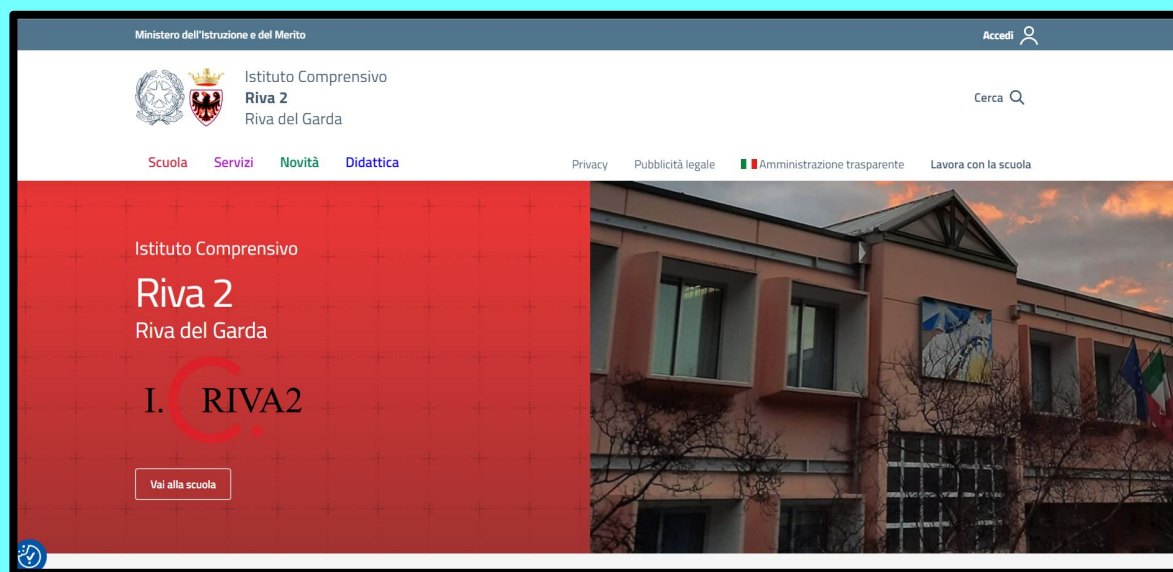 Ministero dell'Istruzione e del Merito
Accedi
Istituto Comprensivo
Riva 2
Riva del Garda
Cerca
Scuola Servizi Novità Didattica
Privacy Pubblicità legale Amministrazione trasparente Lavora con la scuola
Istituto Comprensivo
Riva 2
Riva del Garda
I.C. RIVA2
Vai alla scuola